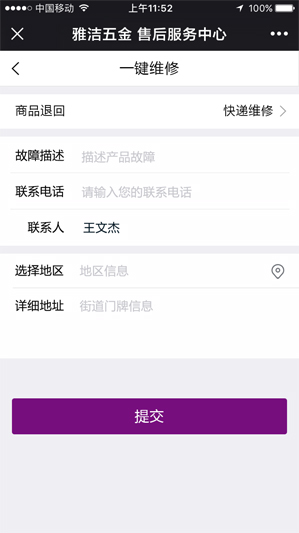 中国移动 上午11:52 100%
雅洁五金 售后服务中心
一键维修
商品退回 快递维修
故障描述 描述产品故障
联系电话 请输入您的联系电话
联系人 王文杰
选择地区 地区信息
详细地址 街道门牌信息
提交